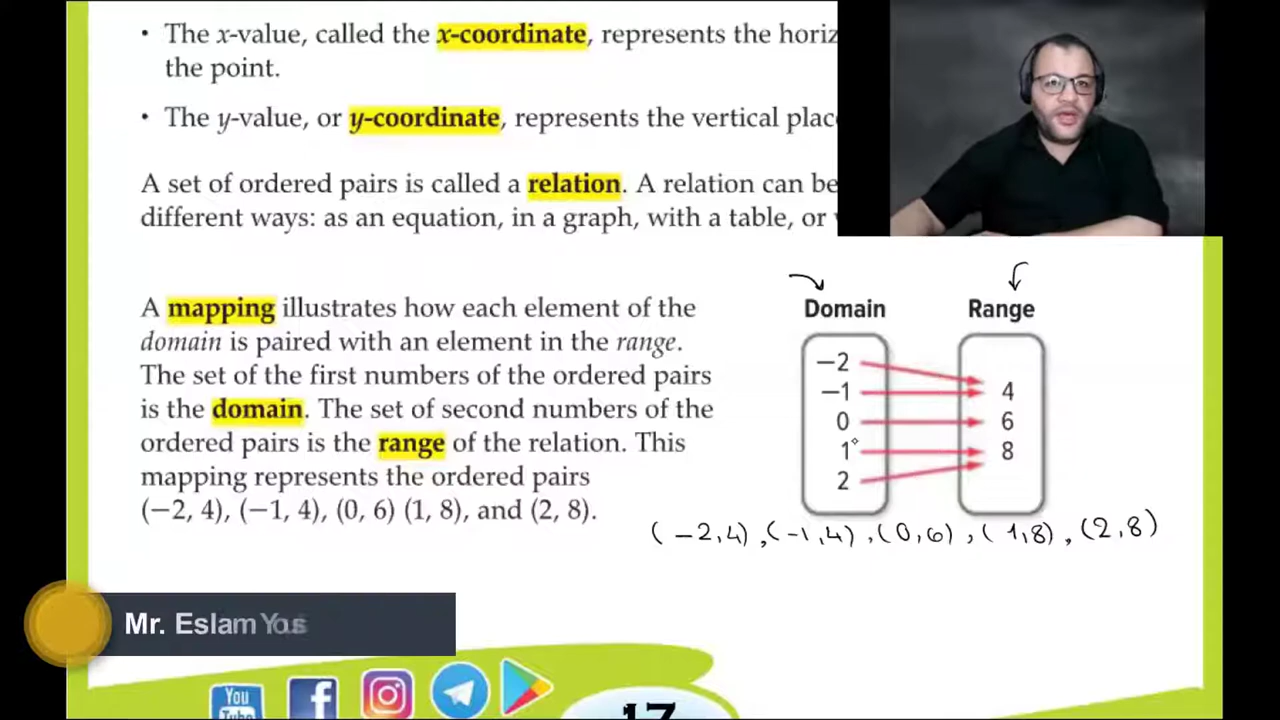 • The x-value, called the x-coordinate, represents the horiz
the point.
• The y-value, or y-coordinate, represents the vertical plac
A set of ordered pairs is called a relation. A relation can be
different ways: as an equation, in a graph, with a table, or
A mapping illustrates how each element of the
domain is paired with an element in the range.
The set of the first numbers of the ordered pairs
is the domain. The set of second numbers of the
ordered pairs is the range of the relation. This
mapping represents the ordered pairs
(−2, 4), (−1, 4), (0, 6) (1, 8), and (2, 8).
Domain Range
−2
−1 4
0 6
1 8
2
(−2,4), (−1,4), (0,6), (1,8), (2,8)
Mr. Eslam Yous
You
Tube
17